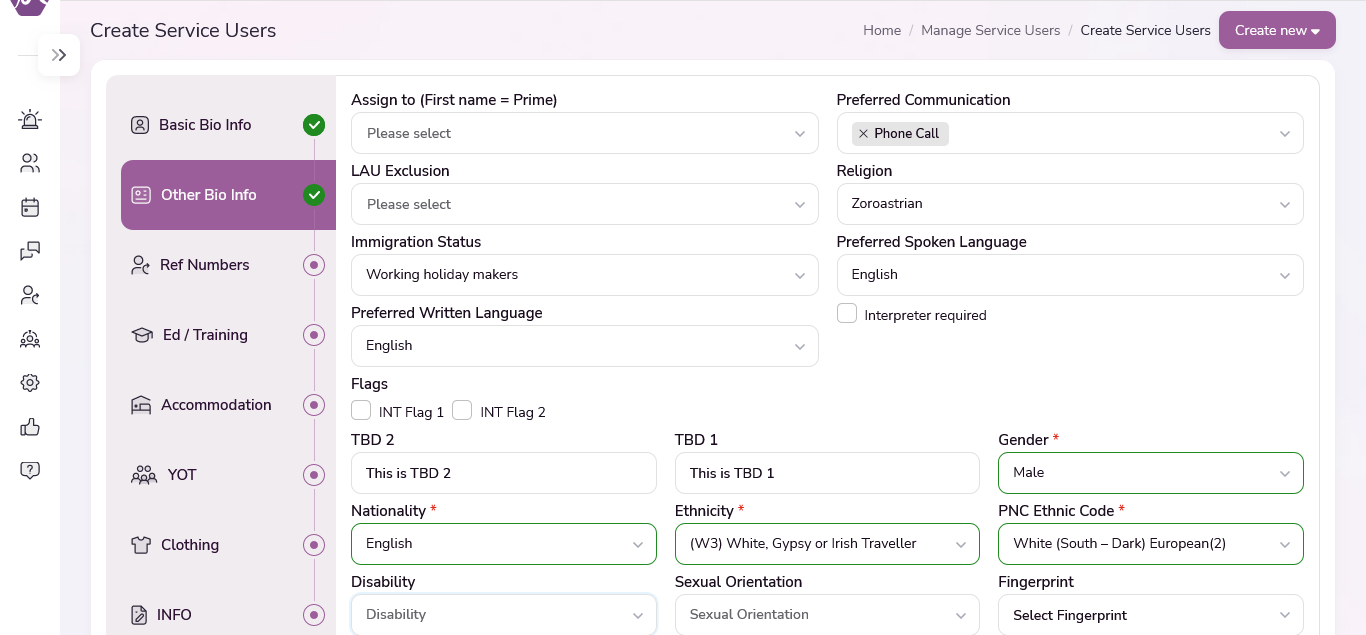 Create Service Users
Home / Manage Service Users / Create Service Users
Create new
Basic Bio Info
Other Bio Info
Ref Numbers
Ed / Training
Accommodation
YOT
Clothing
INFO
Assign to (First name = Prime)
Please select
Preferred Communication
× Phone Call
LAU Exclusion
Please select
Religion
Zoroastrian
Immigration Status
Working holiday makers
Preferred Spoken Language
English
Preferred Written Language
English
Interpreter required
Flags
INT Flag 1 INT Flag 2
TBD 2
This is TBD 2
TBD 1
This is TBD 1
Gender *
Male
Nationality *
English
Ethnicity *
(W3) White, Gypsy or Irish Traveller
PNC Ethnic Code *
White (South – Dark) European(2)
Disability
Disability
Sexual Orientation
Sexual Orientation
Fingerprint
Select Fingerprint